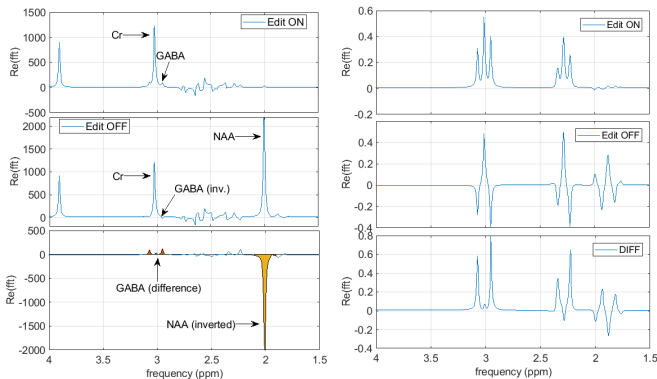 1500
1000
500
0
-500
Re(fft)
Edit ON
Cr
GABA
2000
1500
1000
500
0
Re(fft)
Edit OFF
NAA
Cr
GABA (inv.)
500
0
-500
-1000
-1500
-2000
Re(fft)
GABA (difference)
NAA (inverted)
4 3.5 3 2.5 2 1.5
frequency (ppm)
0.6
0.4
0.2
0
-0.2
Re(fft)
Edit ON
0.4
0.2
0
-0.2
-0.4
Re(fft)
Edit OFF
0.8
0.6
0.4
0.2
0
-0.2
-0.4
Re(fft)
DIFF
4 3.5 3 2.5 2 1.5
frequency (ppm)